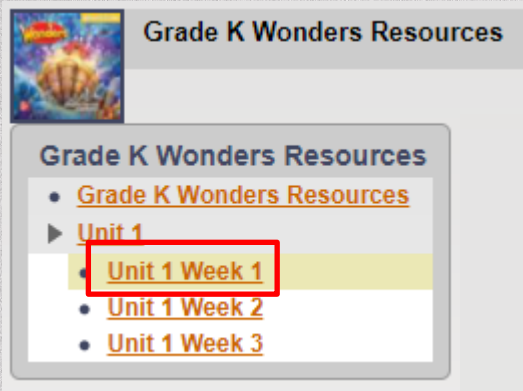 Grade K Wonders Resources
Wonders
Grade K Wonders Resources
Grade K Wonders Resources
Unit 1
Unit 1 Week 1
Unit 1 Week 2
Unit 1 Week 3